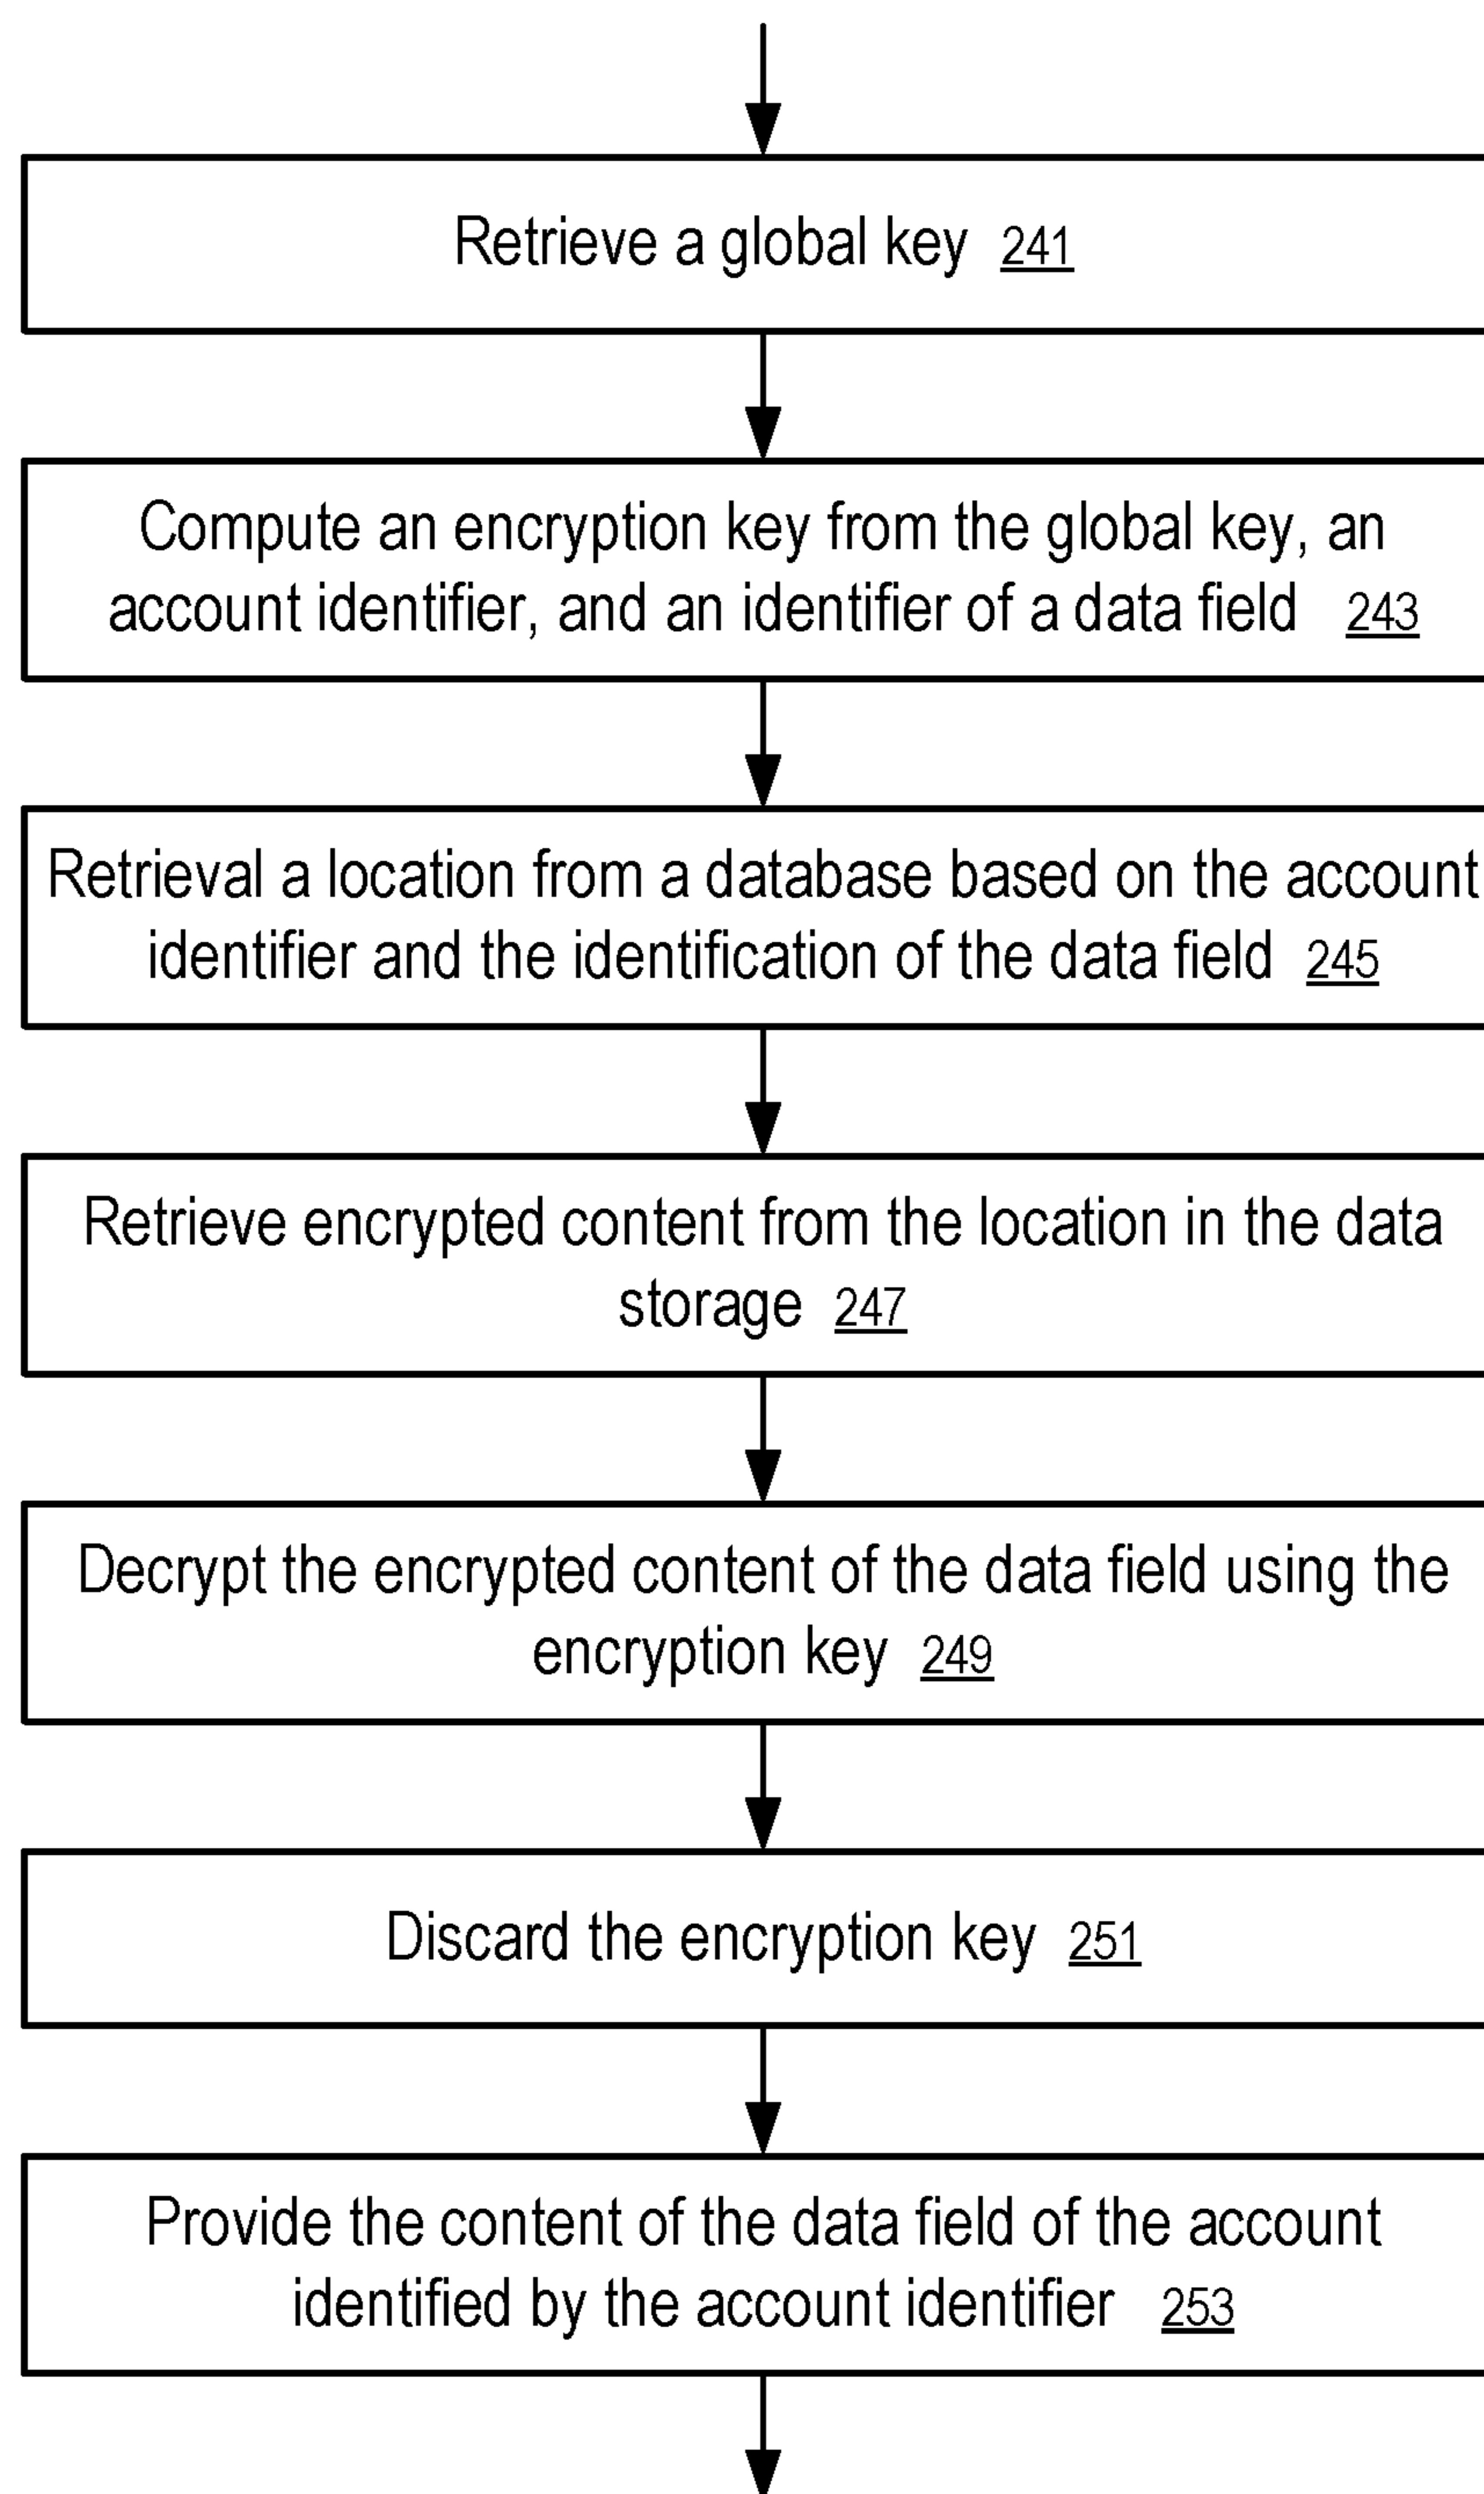 Retrieve a global key 241
Compute an encryption key from the global key, an
account identifier, and an identifier of a data field 243
Retrieval a location from a database based on the account
identifier and the identification of the data field 245
Retrieve encrypted content from the location in the data
storage 247
Decrypt the encrypted content of the data field using the
encryption key 249
Discard the encryption key 251
Provide the content of the data field of the account
identified by the account identifier 253